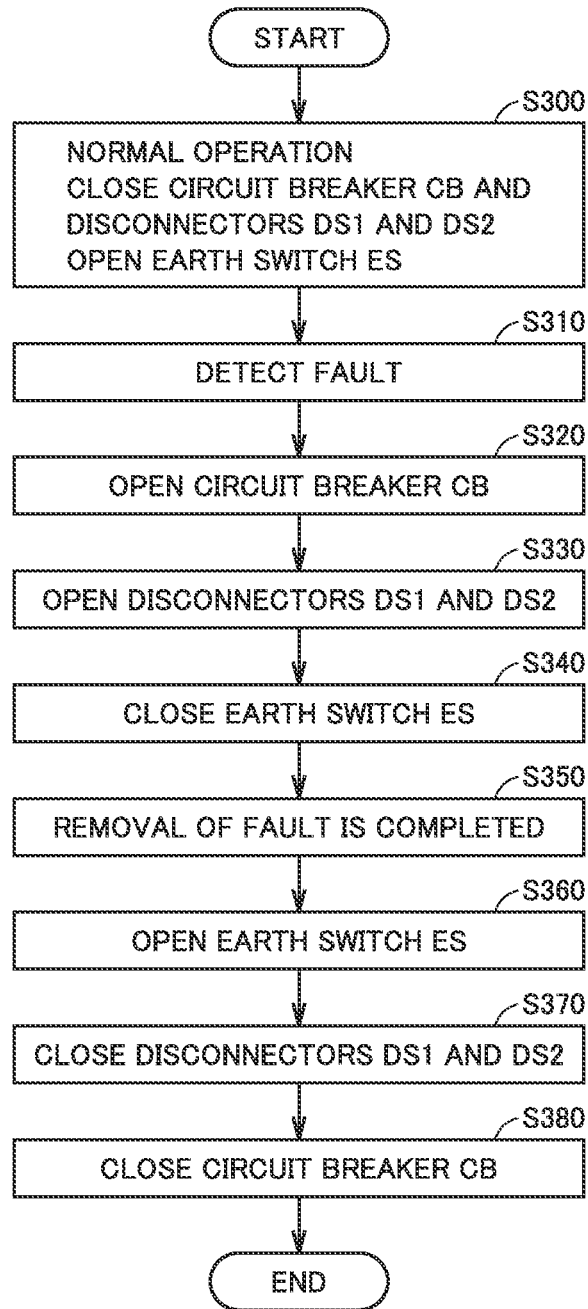 START
S300
NORMAL OPERATION
CLOSE CIRCUIT BREAKER CB AND
DISCONNECTORS DS1 AND DS2
OPEN EARTH SWITCH ES
S310
DETECT FAULT
S320
OPEN CIRCUIT BREAKER CB
S330
OPEN DISCONNECTORS DS1 AND DS2
S340
CLOSE EARTH SWITCH ES
S350
REMOVAL OF FAULT IS COMPLETED
S360
OPEN EARTH SWITCH ES
S370
CLOSE DISCONNECTORS DS1 AND DS2
S380
CLOSE CIRCUIT BREAKER CB
END